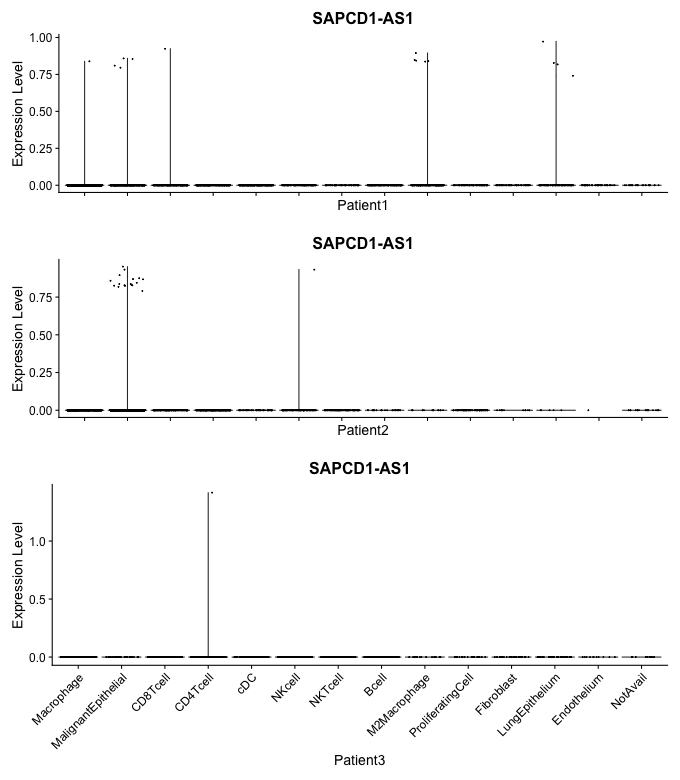 SAPCD1-AS1
Expression Level
1.00
0.75
0.50
0.25
0.00
Patient1
SAPCD1-AS1
Expression Level
0.75
0.50
0.25
0.00
Patient2
SAPCD1-AS1
Expression Level
1.0
0.5
0.0
Macrophage
MalignantEpithelial
CD8Tcell
CD4Tcell
cDC
NKcell
NKTcell
Bcell
M2Macrophage
ProliferatingCell
Fibroblast
LungEpithelium
Endothelium
NotAvail
Patient3